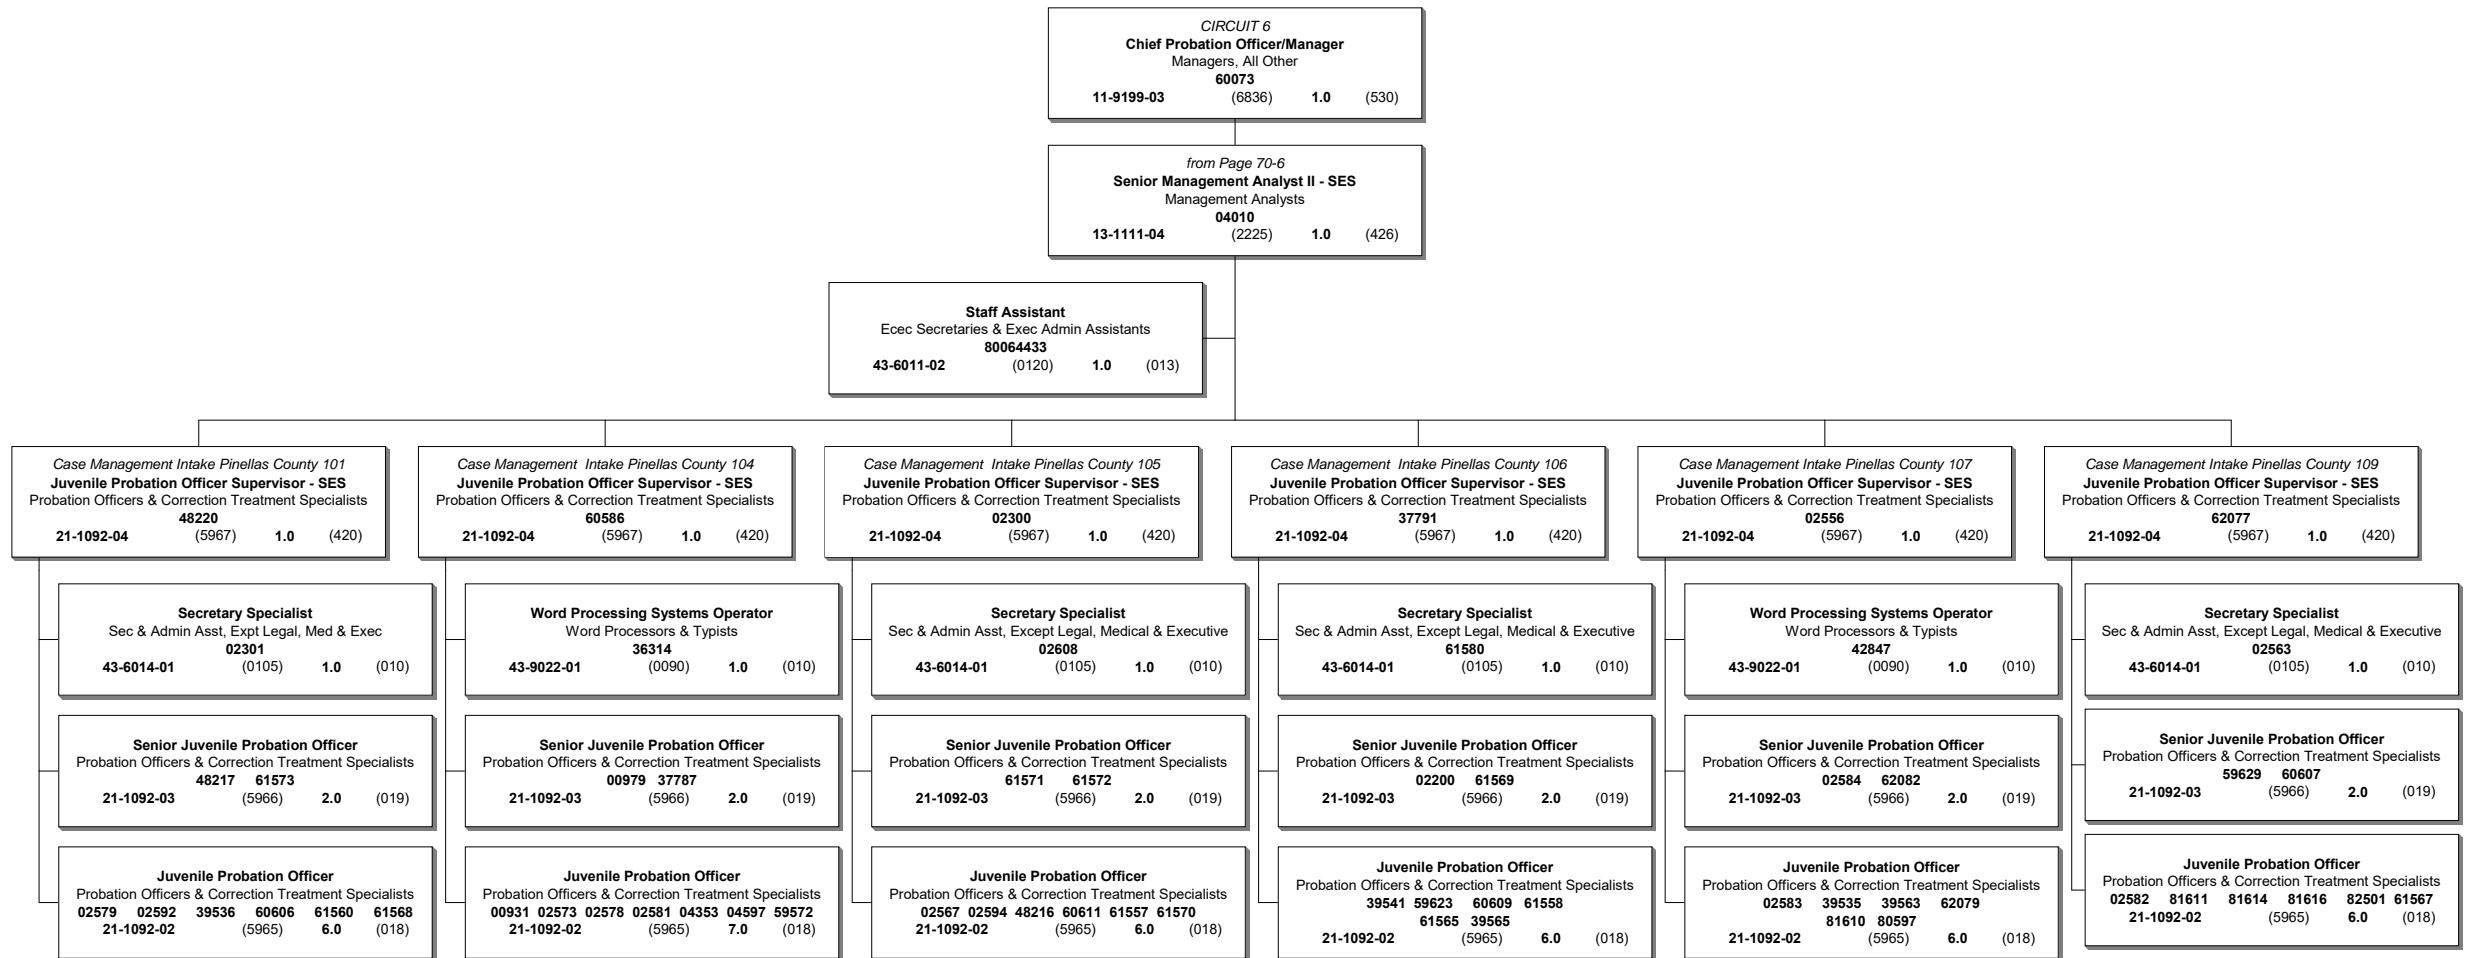 CIRCUIT 6
Chief Probation Officer/Manager
Managers, All Other
60073
11-9199-03 (6836) 1.0 (530)
from Page 70-6
Senior Management Analyst II - SES
Management Analysts
04010
13-1111-04 (2225) 1.0 (426)
Staff Assistant
Ecec Secretaries & Exec Admin Assistants
80064433
43-6011-02 (0120) 1.0 (013)
Case Management Intake Pinellas County 101
Juvenile Probation Officer Supervisor - SES
Probation Officers & Correction Treatment Specialists
48220
21-1092-04 (5967) 1.0 (420)
Secretary Specialist
Sec & Admin Asst, Expt Legal, Med & Exec
02301
43-6014-01 (0105) 1.0 (010)
Senior Juvenile Probation Officer
Probation Officers & Correction Treatment Specialists
48217 61573
21-1092-03 (5966) 2.0 (019)
Juvenile Probation Officer
Probation Officers & Correction Treatment Specialists
02579 02592 39536 60606 61560 61568
21-1092-02 (5965) 6.0 (018)
Case Management Intake Pinellas County 104
Juvenile Probation Officer Supervisor - SES
Probation Officers & Correction Treatment Specialists
60586
21-1092-04 (5967) 1.0 (420)
Word Processing Systems Operator
Word Processors & Typists
36314
43-9022-01 (0090) 1.0 (010)
Senior Juvenile Probation Officer
Probation Officers & Correction Treatment Specialists
00979 37787
21-1092-03 (5966) 2.0 (019)
Juvenile Probation Officer
Probation Officers & Correction Treatment Specialists
00931 02573 02578 02581 04353 04597 59572
21-1092-02 (5965) 7.0 (018)
Case Management Intake Pinellas County 105
Juvenile Probation Officer Supervisor - SES
Probation Officers & Correction Treatment Specialists
02300
21-1092-04 (5967) 1.0 (420)
Secretary Specialist
Sec & Admin Asst, Except Legal, Medical & Executive
02608
43-6014-01 (0105) 1.0 (010)
Senior Juvenile Probation Officer
Probation Officers & Correction Treatment Specialists
61571 61572
21-1092-03 (5966) 2.0 (019)
Juvenile Probation Officer
Probation Officers & Correction Treatment Specialists
02567 02594 48216 60611 61557 61570
21-1092-02 (5965) 6.0 (018)
Case Management Intake Pinellas County 106
Juvenile Probation Officer Supervisor - SES
Probation Officers & Correction Treatment Specialists
37791
21-1092-04 (5967) 1.0 (420)
Secretary Specialist
Sec & Admin Asst, Except Legal, Medical & Executive
61580
43-6014-01 (0105) 1.0 (010)
Senior Juvenile Probation Officer
Probation Officers & Correction Treatment Specialists
02200 61569
21-1092-03 (5966) 2.0 (019)
Juvenile Probation Officer
Probation Officers & Correction Treatment Specialists
39541 59623 60609 61558
61565 39565
21-1092-02 (5965) 6.0 (018)
Case Management Intake Pinellas County 107
Juvenile Probation Officer Supervisor - SES
Probation Officers & Correction Treatment Specialists
02556
21-1092-04 (5967) 1.0 (420)
Word Processing Systems Operator
Word Processors & Typists
42847
43-9022-01 (0090) 1.0 (010)
Senior Juvenile Probation Officer
Probation Officers & Correction Treatment Specialists
02584 62082
21-1092-03 (5966) 2.0 (019)
Juvenile Probation Officer
Probation Officers & Correction Treatment Specialists
02583 39535 39563 62079
81610 80597
21-1092-02 (5965) 6.0 (018)
Case Management Intake Pinellas County 109
Juvenile Probation Officer Supervisor - SES
Probation Officers & Correction Treatment Specialists
62077
21-1092-04 (5967) 1.0 (420)
Secretary Specialist
Sec & Admin Asst, Except Legal, Medical & Executive
02563
43-6014-01 (0105) 1.0 (010)
Senior Juvenile Probation Officer
Probation Officers & Correction Treatment Specialists
59629 60607
21-1092-03 (5966) 2.0 (019)
Juvenile Probation Officer
Probation Officers & Correction Treatment Specialists
02582 81611 81614 81616 82501 61567
21-1092-02 (5965) 6.0 (018)